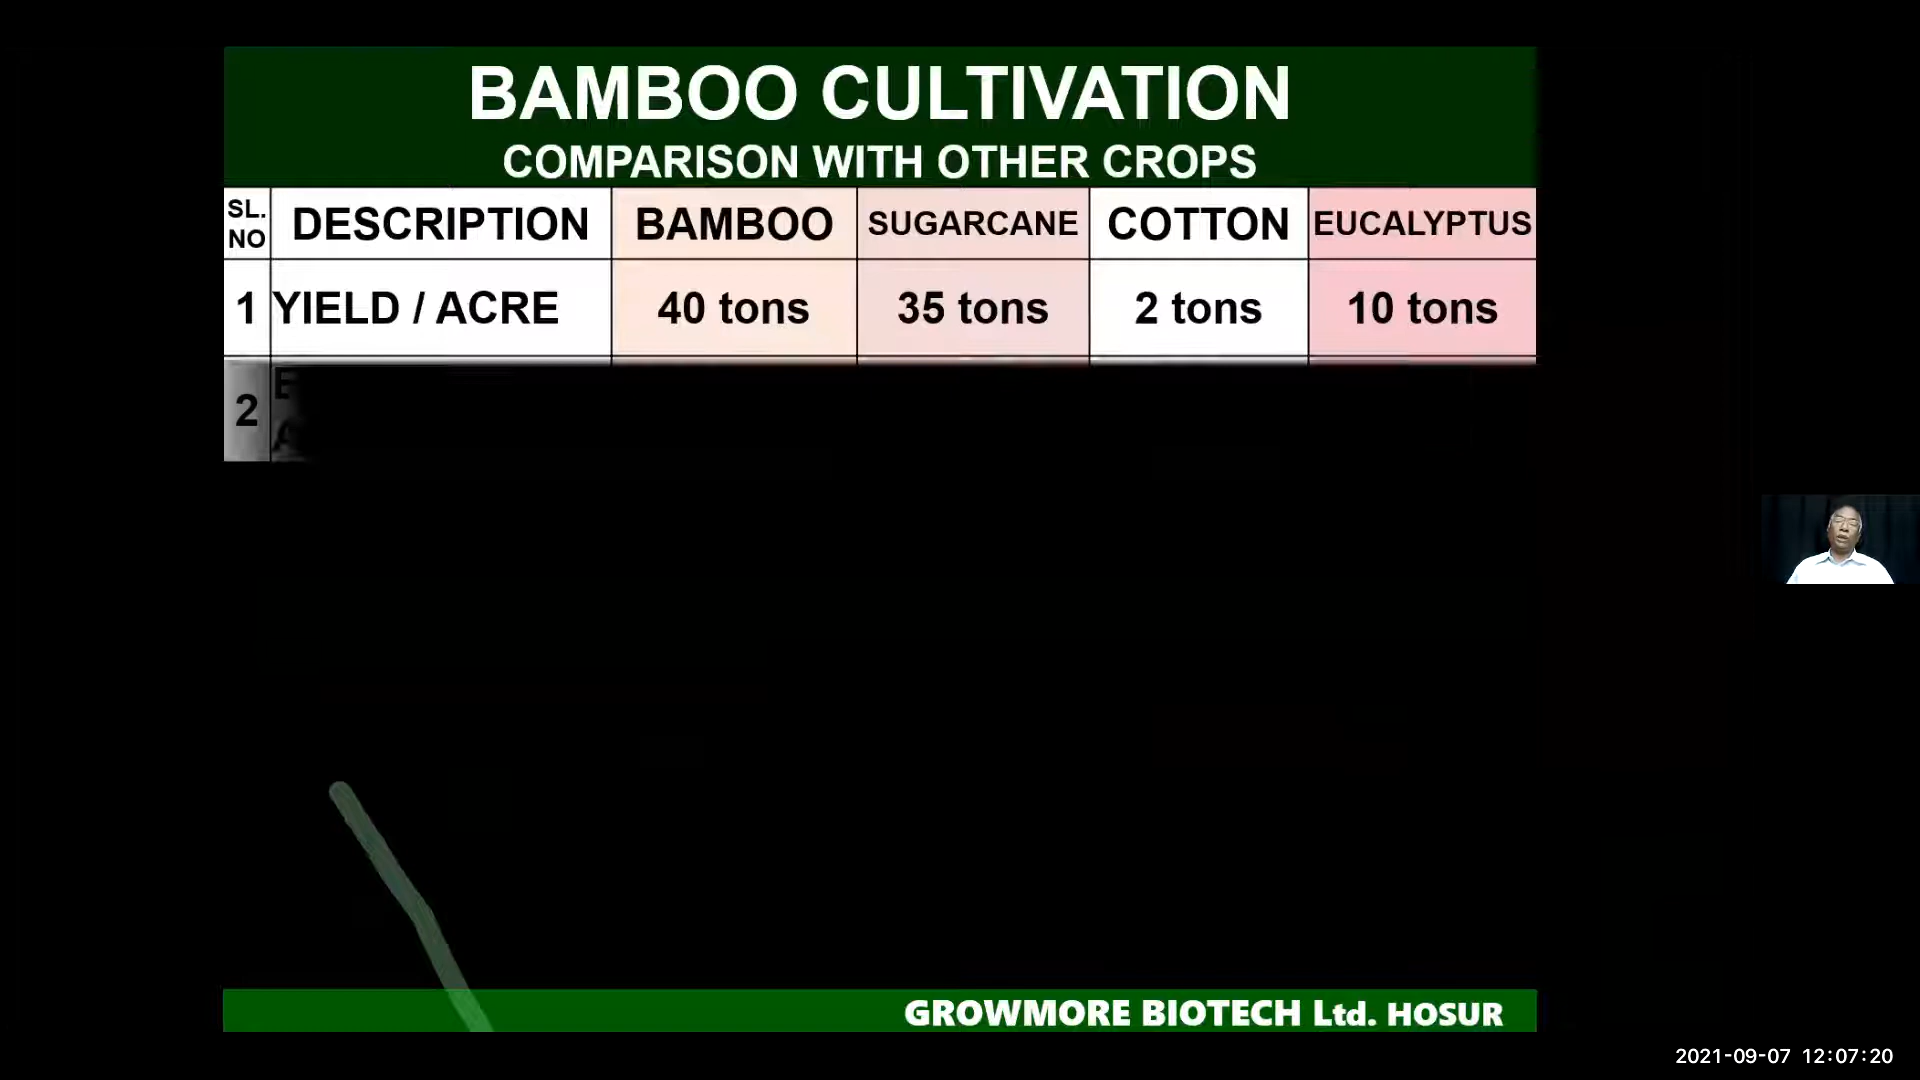 BAMBOO CULTIVATION
COMPARISON WITH OTHER CROPS
SL. NO DESCRIPTION BAMBOO SUGARCANE COTTON EUCALYPTUS
1 YIELD / ACRE 40 tons 35 tons 2 tons 10 tons
2
GROWMORE BIOTECH Ltd. HOSUR
2021-09-07 12:07:20